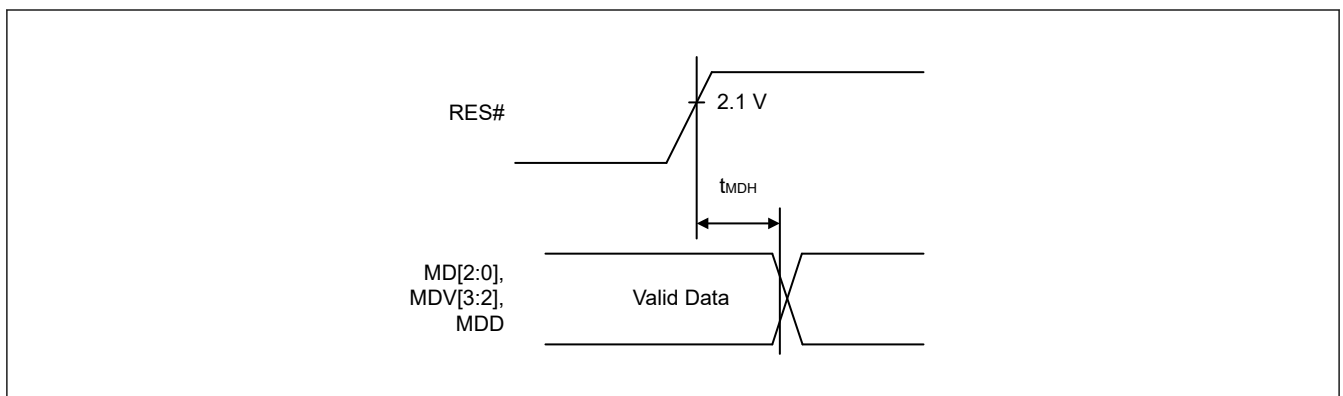 RES#
2.1 V
tMDH
MD[2:0],
MDV[3:2],
MDD
Valid Data